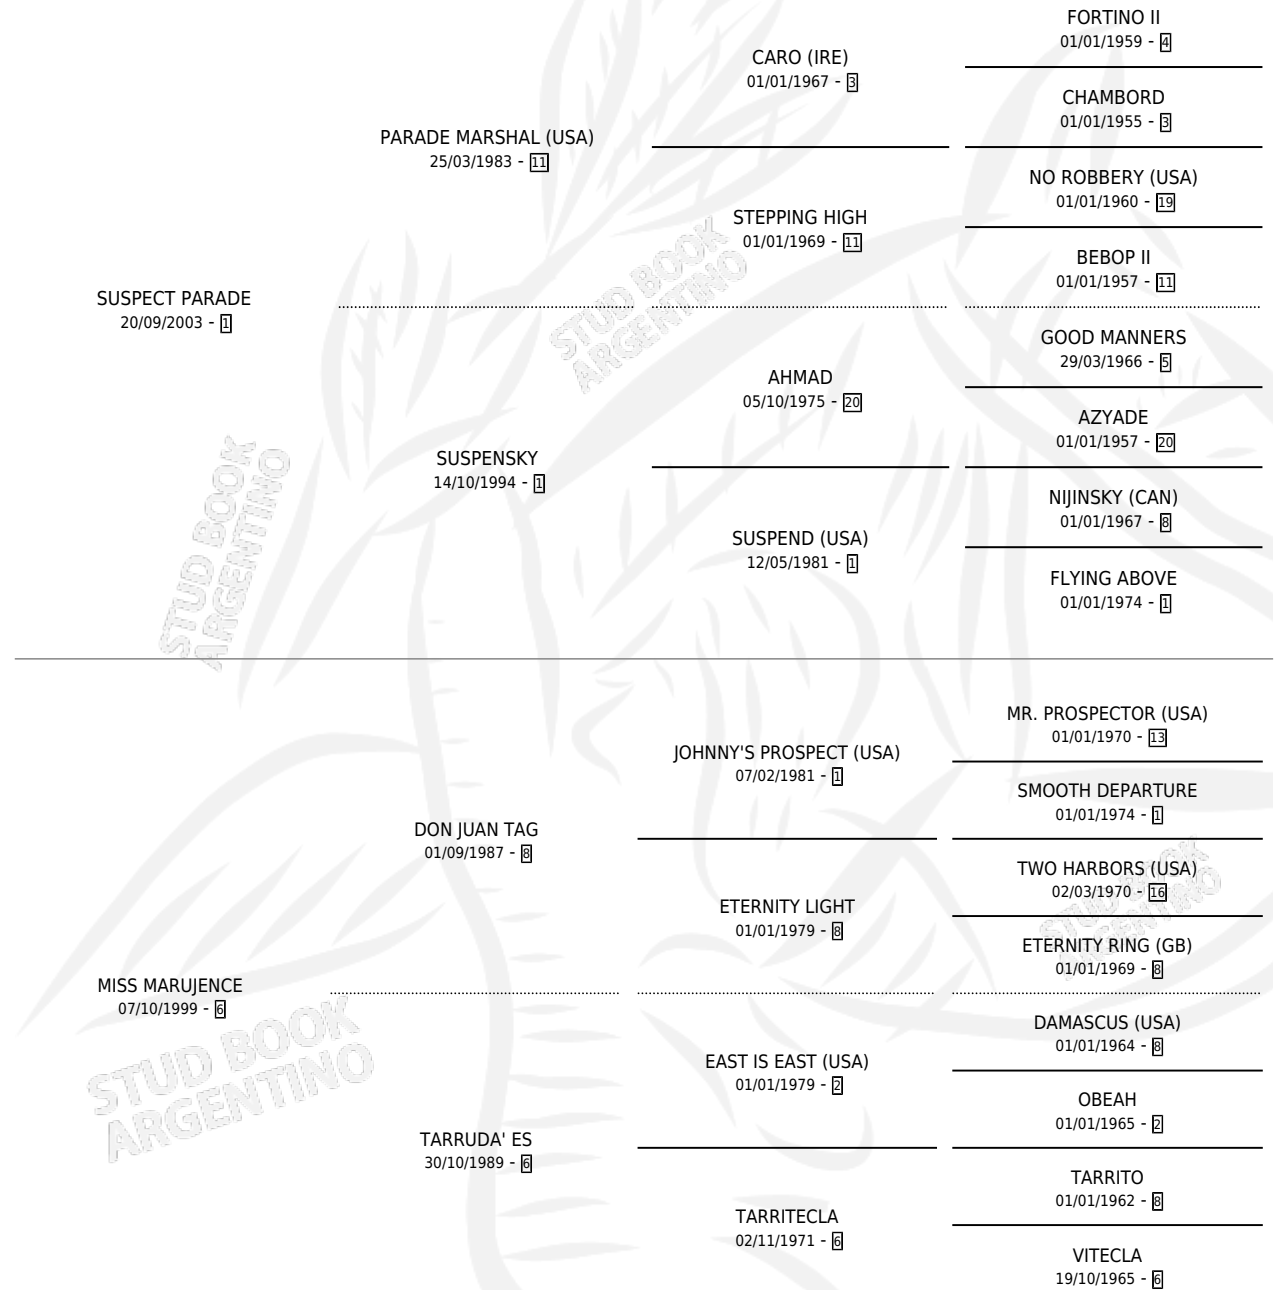 FORTINO II
01/01/1959 - 4
CARO (IRE)
01/01/1967 - 3
CHAMBORD
01/01/1955 - 3
PARADE MARSHAL (USA)
25/03/1983 - 11
NO ROBBERY (USA)
01/01/1960 - 19
STEPPING HIGH
01/01/1969 - 11
BEBOP II
01/01/1957 - 11
SUSPECT PARADE
20/09/2003 - 1
STUD BOOK
ARGENTINO
GOOD MANNERS
29/03/1966 - 5
AHMAD
05/10/1975 - 20
AZYADE
01/01/1957 - 20
SUSPENSKY
14/10/1994 - 1
NIJINSKY (CAN)
01/01/1967 - 8
SUSPEND (USA)
12/05/1981 - 1
FLYING ABOVE
01/01/1974 - 1
STUD BOOK
ARGENTINO
MR. PROSPECTOR (USA)
01/01/1970 - 13
JOHNNY'S PROSPECT (USA)
07/02/1981 - 1
SMOOTH DEPARTURE
01/01/1974 - 1
DON JUAN TAG
01/09/1987 - 8
TWO HARBORS (USA)
02/03/1970 - 16
ETERNITY LIGHT
01/01/1979 - 8
STUD BOOK
ARGENTINO
ETERNITY RING (GB)
01/01/1969 - 8
MISS MARUJENCE
07/10/1999 - 6
DAMASCUS (USA)
01/01/1964 - 8
EAST IS EAST (USA)
01/01/1979 - 2
STUD BOOK
ARGENTINO
OBEAH
01/01/1965 - 2
TARRUDA' ES
30/10/1989 - 6
TARRITO
01/01/1962 - 8
TARRITECLA
02/11/1971 - 6
VITECLA
19/10/1965 - 6